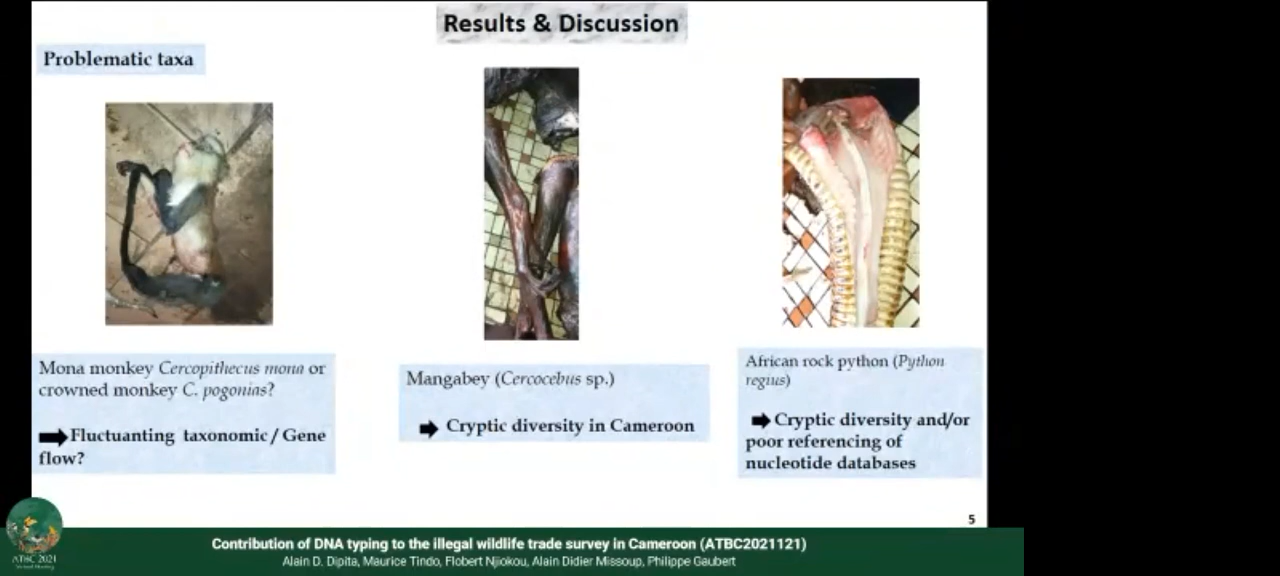 Results & Discussion
Problematic taxa
Mona monkey Cercopithecus mona or
crowned monkey C. pogonias?
Fluctuanting taxonomic / Gene
flow?
Mangabey (Cercocebus sp.)
Cryptic diversity in Cameroon
African rock python (Python
regius)
Cryptic diversity and/or
poor referencing of
nucleotide databases
5
ATBC 2021
Contribution of DNA typing to the illegal wildlife trade survey in Cameroon (ATBC2021121)
Alain D. Dipita, Maurice Tindo, Flobert Njiokou, Alain Didier Missoup, Philippe Gaubert